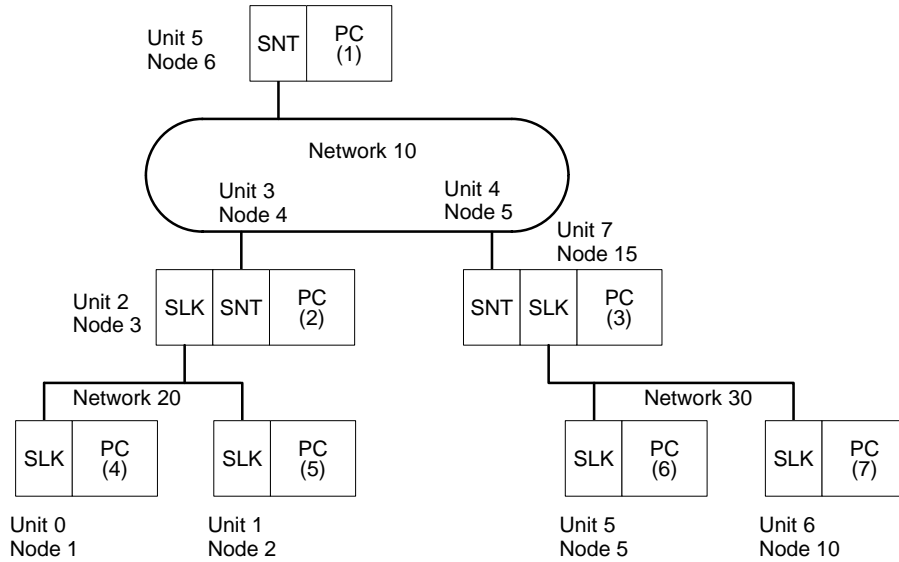 Unit 5
Node 6
SNT
PC
(1)
Network 10
Unit 3
Node 4
Unit 4
Node 5
Unit 7
Node 15
Unit 2
Node 3
SLK
SNT
PC
(2)
SNT
SLK
PC
(3)
Network 20
Network 30
SLK
PC
(4)
SLK
PC
(5)
SLK
PC
(6)
SLK
PC
(7)
Unit 0
Node 1
Unit 1
Node 2
Unit 5
Node 5
Unit 6
Node 10